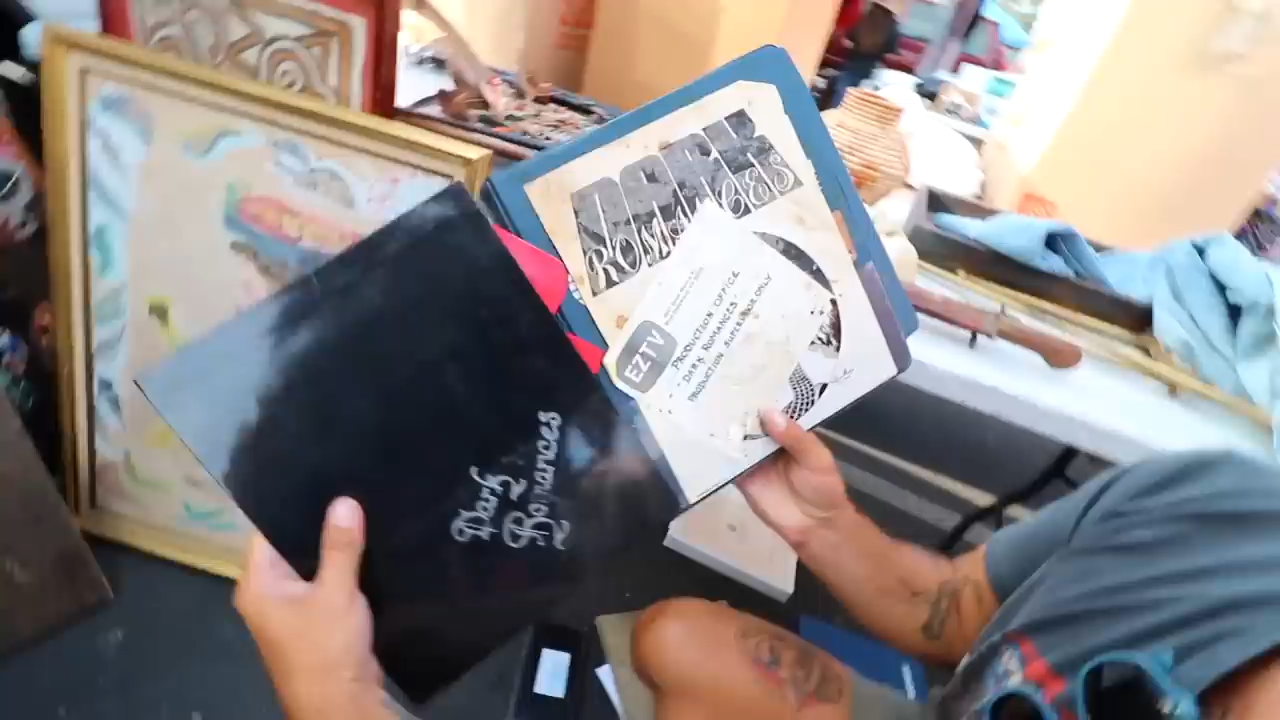 Dark
Romances
DARK
ROMANCES
EZTV
PRODUCTION OFFICE
- DARK ROMANCES -
PRODUCTION SUPERVISOR ONLY